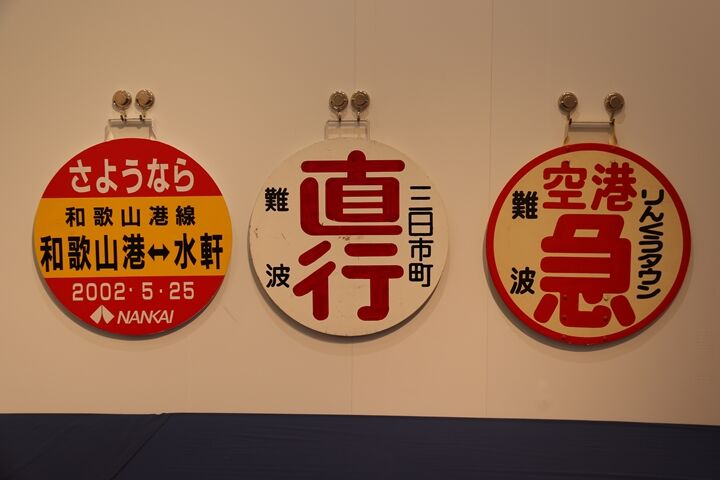 さようなら
和歌山港線
和歌山港↔水軒
2002・5・25
NANKAI
直行
難波
三日市町
空港
急
難波
りんくうタウン